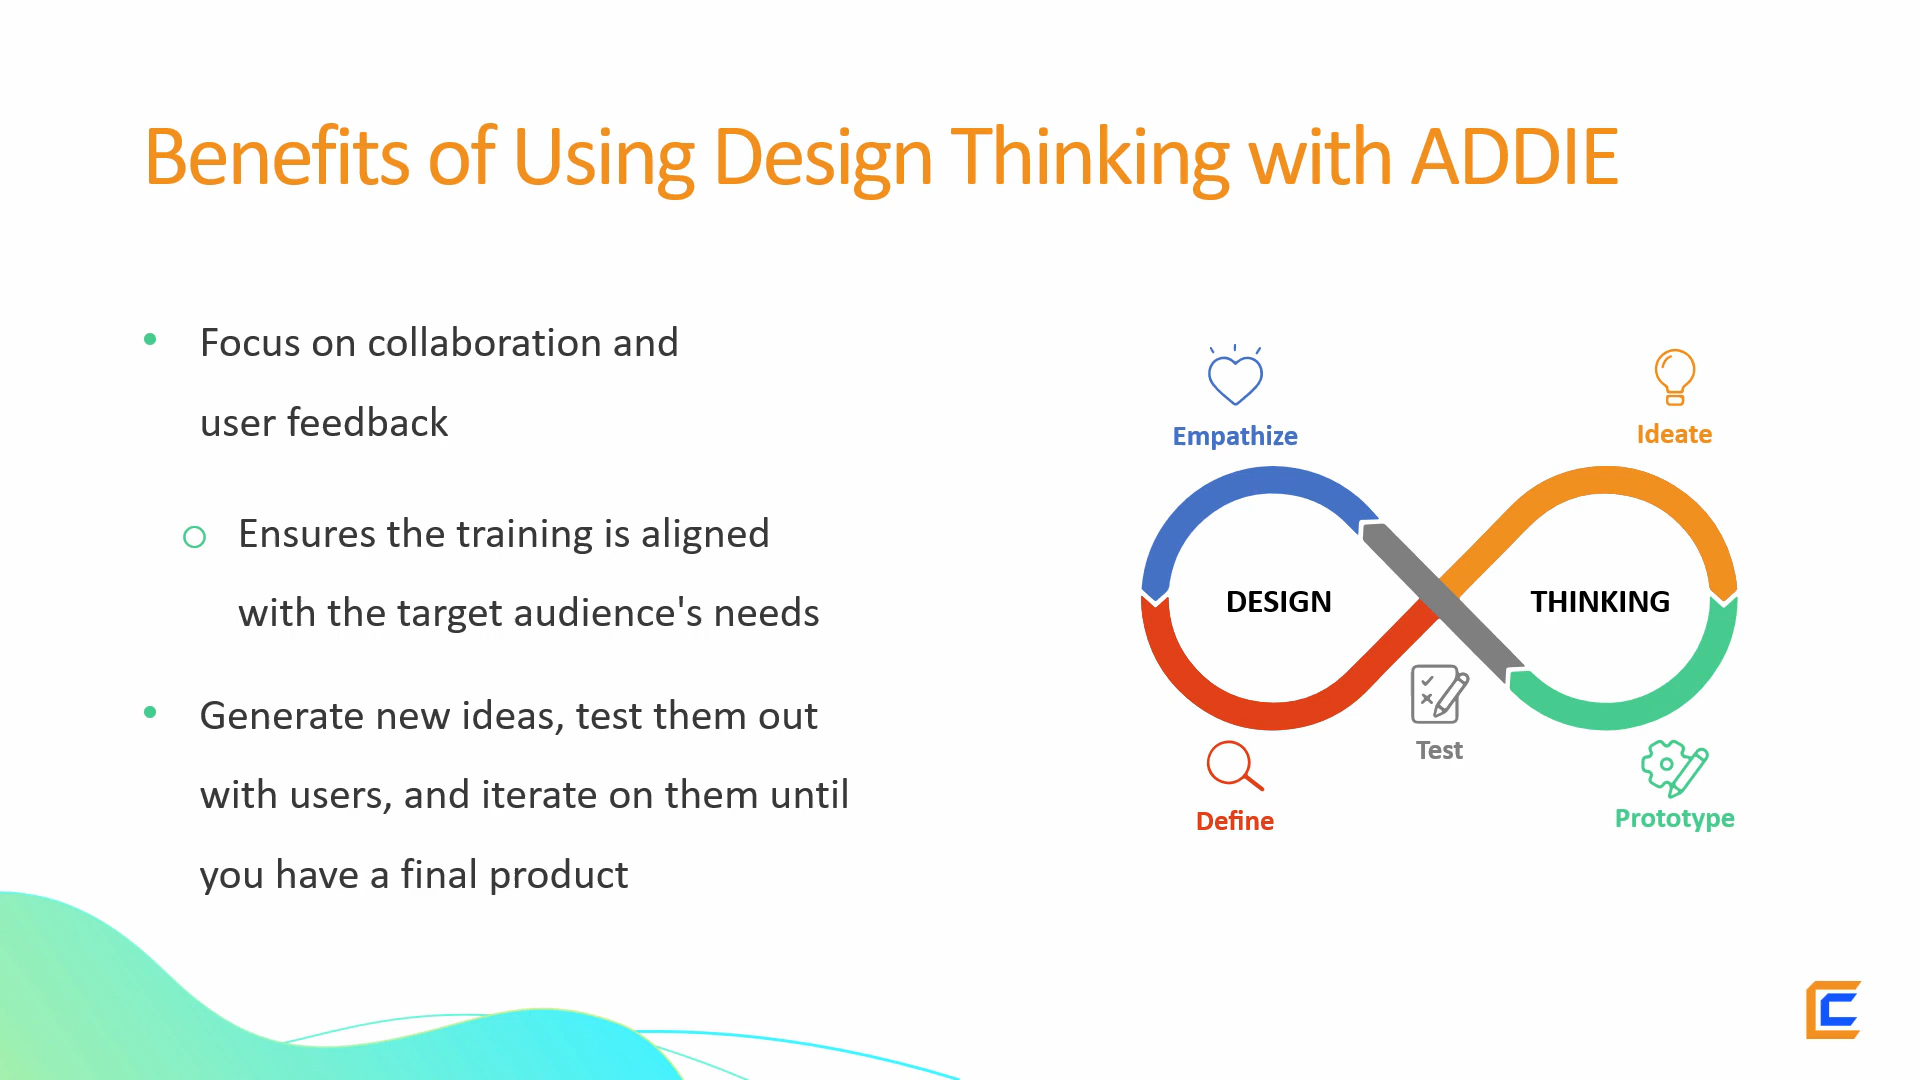 Benefits of Using Design Thinking with ADDIE
• Focus on collaboration and
user feedback
o Ensures the training is aligned
with the target audience's needs
• Generate new ideas, test them out
with users, and iterate on them until
you have a final product
Empathize
Ideate
DESIGN
THINKING
Test
Define
Prototype